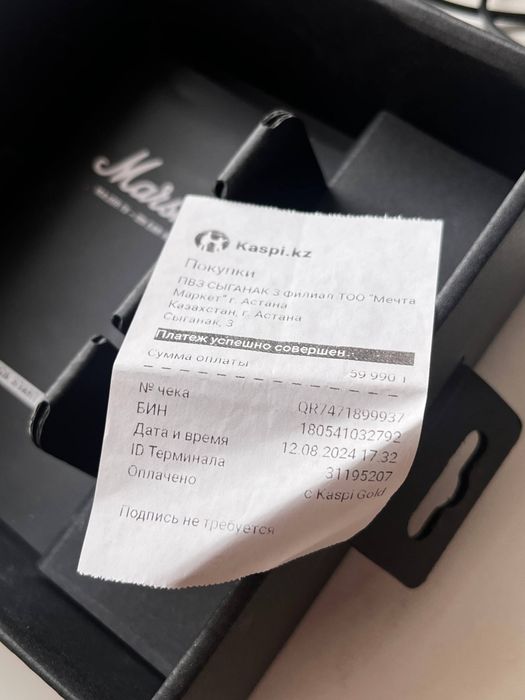 Mars
Kaspi.kz
Покупки
ПВЗ СЫГАНАК 3 филиал ТОО "Мечта
Маркет" г. Астана
Казахстан, г. Астана
Сыганак, 3
Платеж успешно совершен
Сумма оплаты 59 990 т
№ чека QR7471899937
БИН 180541032792
Дата и время 12.08.2024 17:32
ID Терминала 31195207
Оплачено с Kaspi Gold
Подпись не требуется